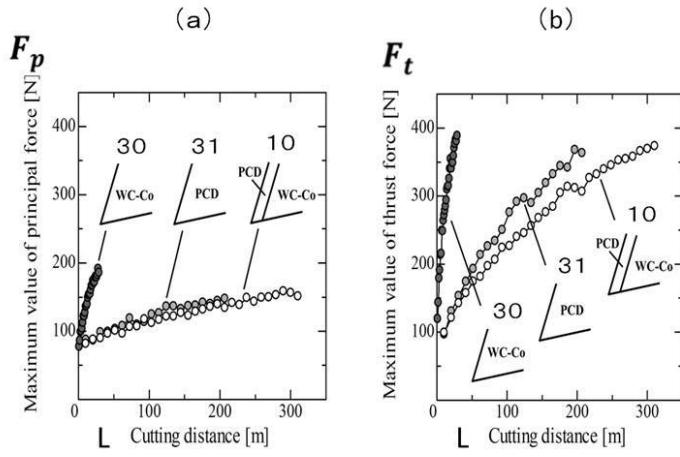 (a)
F_p
Maximum value of principal force [N]
400
300
200
100
0
0
100
200
300
L Cutting distance [m]
30
WC-Co
31
PCD
10
PCD
WC-Co
(b)
F_t
Maximum value of thrust force [N]
400
300
200
100
0
0
100
200
300
L Cutting distance [m]
10
PCD
WC-Co
31
PCD
30
WC-Co